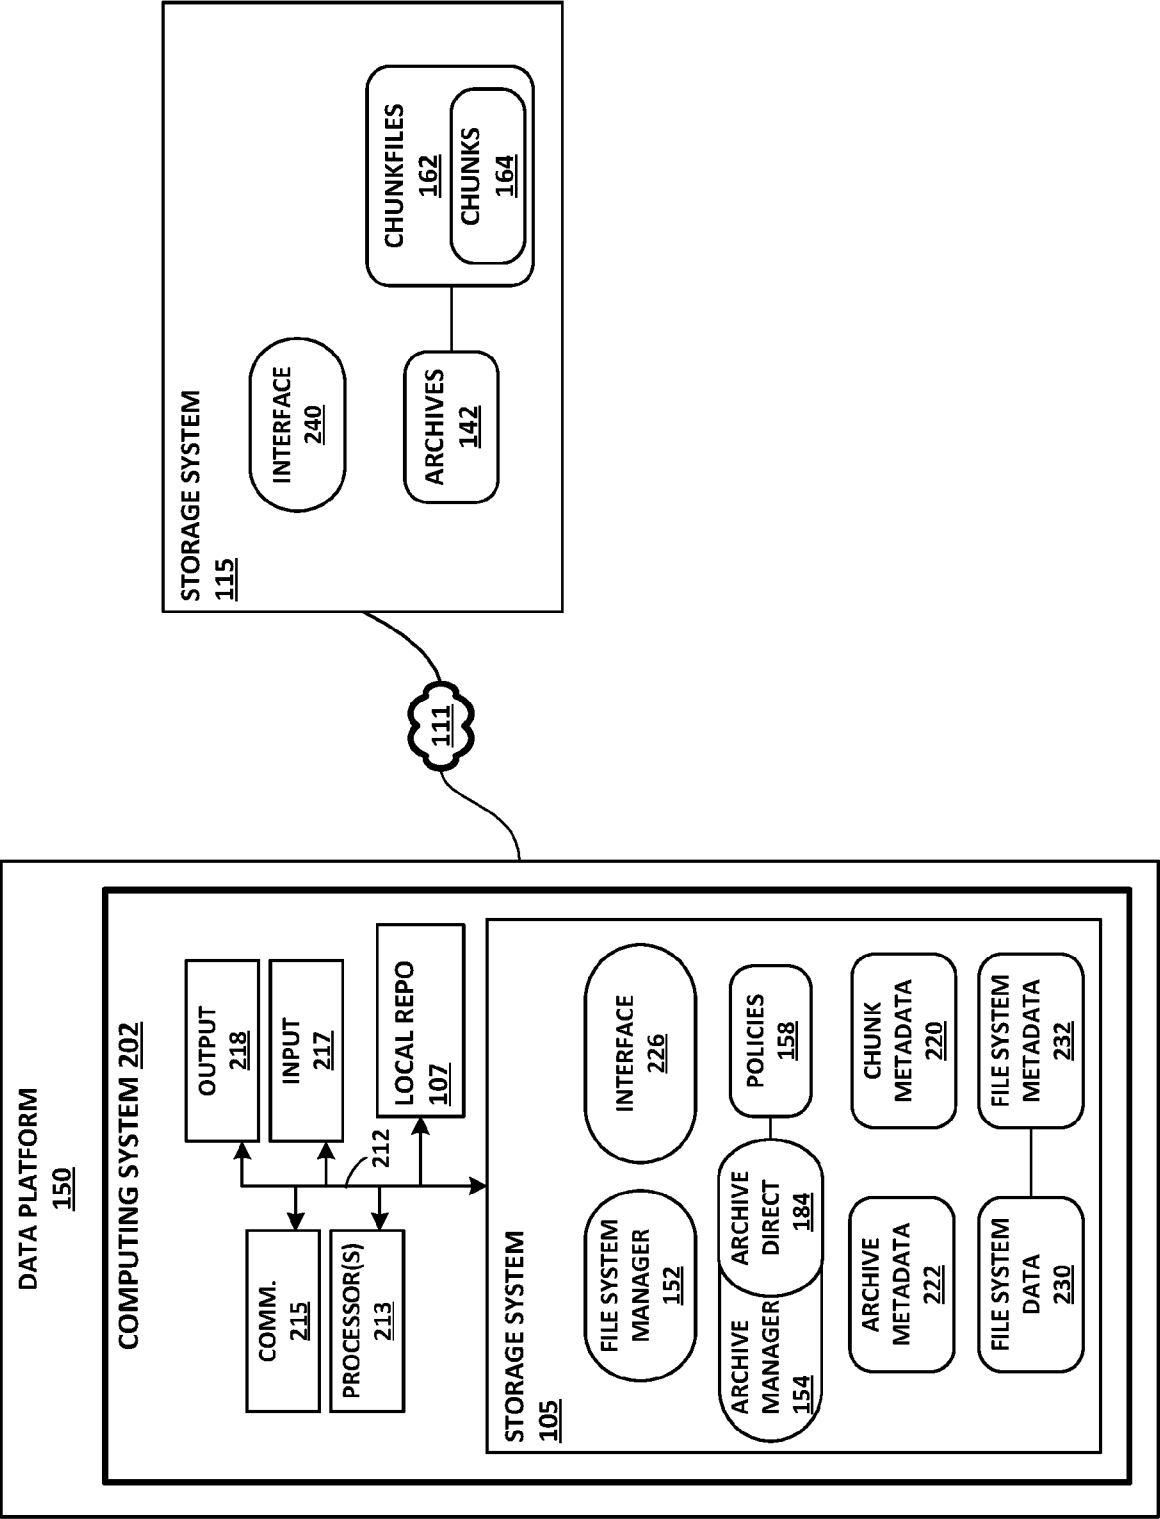 DATA PLATFORM
150
COMPUTING SYSTEM 202
COMM.
215
OUTPUT
218
PROCESSOR(S)
213
INPUT
217
212
LOCAL REPO
107
STORAGE SYSTEM
105
FILE SYSTEM
MANAGER
152
INTERFACE
226
ARCHIVE
MANAGER
154
ARCHIVE
DIRECT
184
POLICIES
158
ARCHIVE
METADATA
222
CHUNK
METADATA
220
FILE SYSTEM
DATA
230
FILE SYSTEM
METADATA
232
111
STORAGE SYSTEM
115
INTERFACE
240
ARCHIVES
142
CHUNKFILES
162
CHUNKS
164